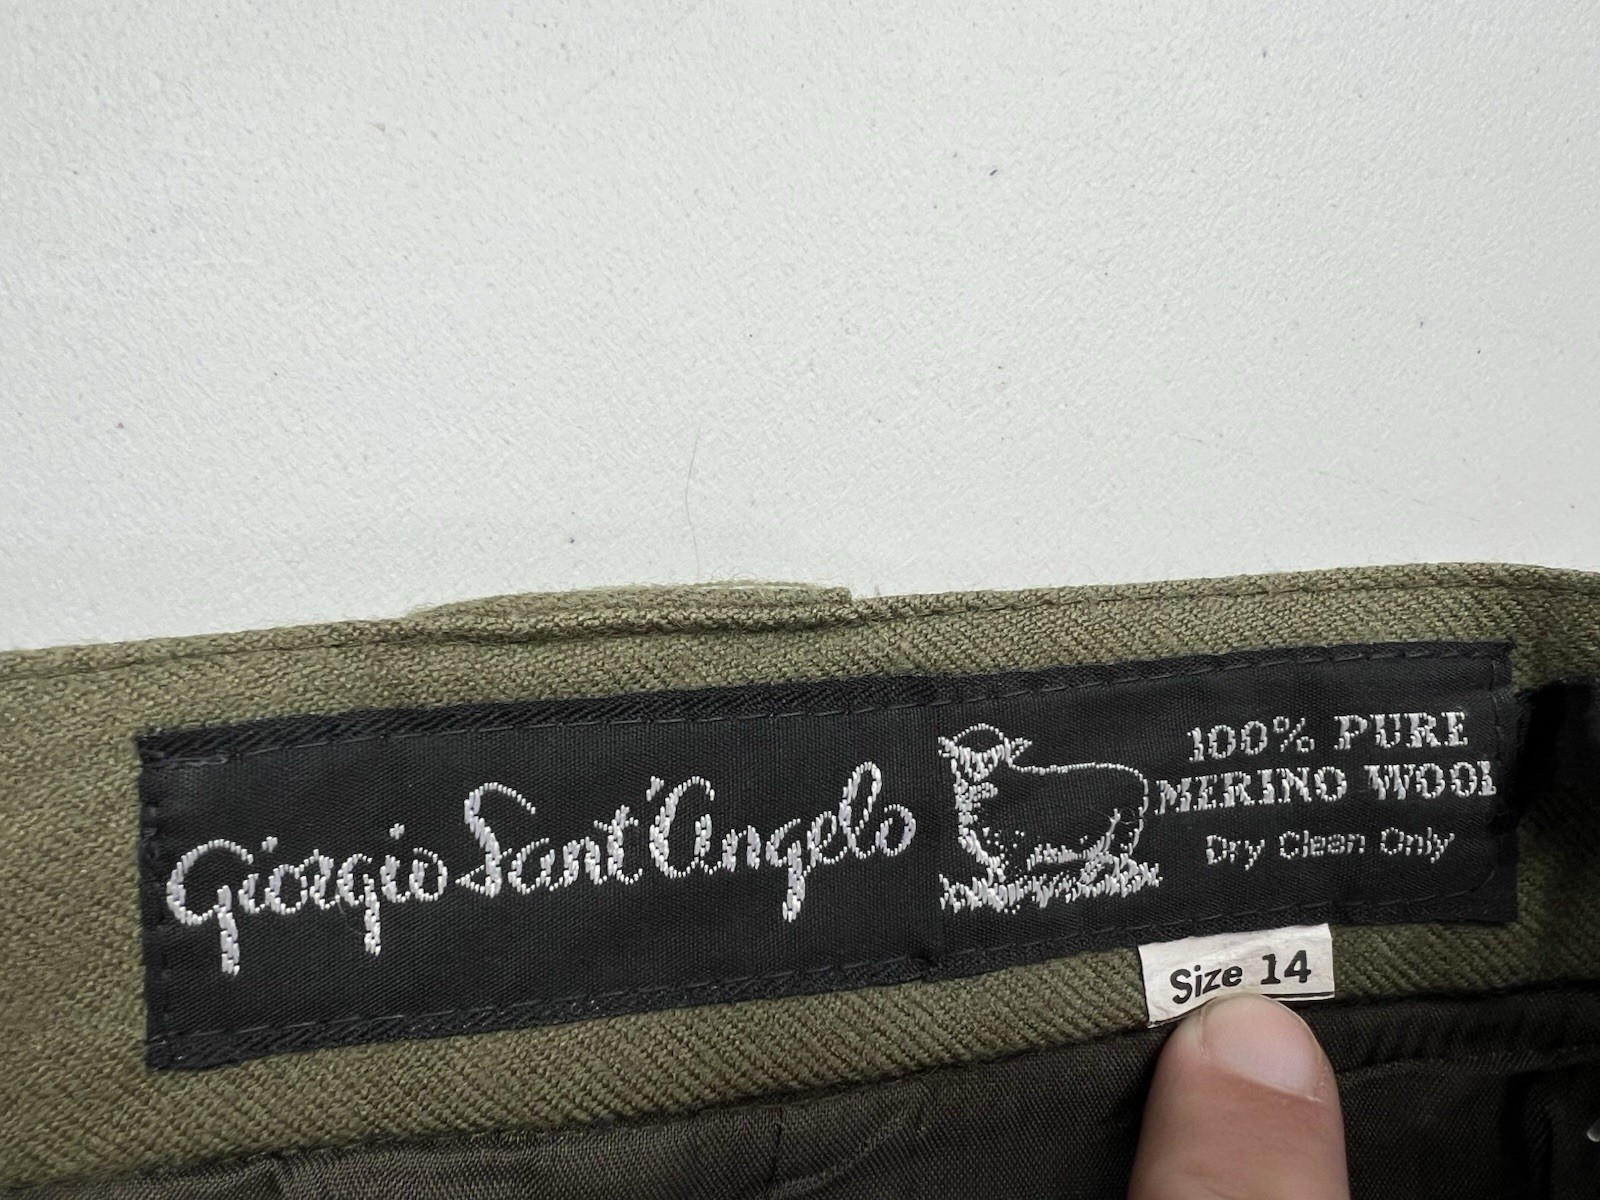 Giorgio Sant'Angelo
100% PURE
MERINO WOOL
Dry Clean Only
Size 14